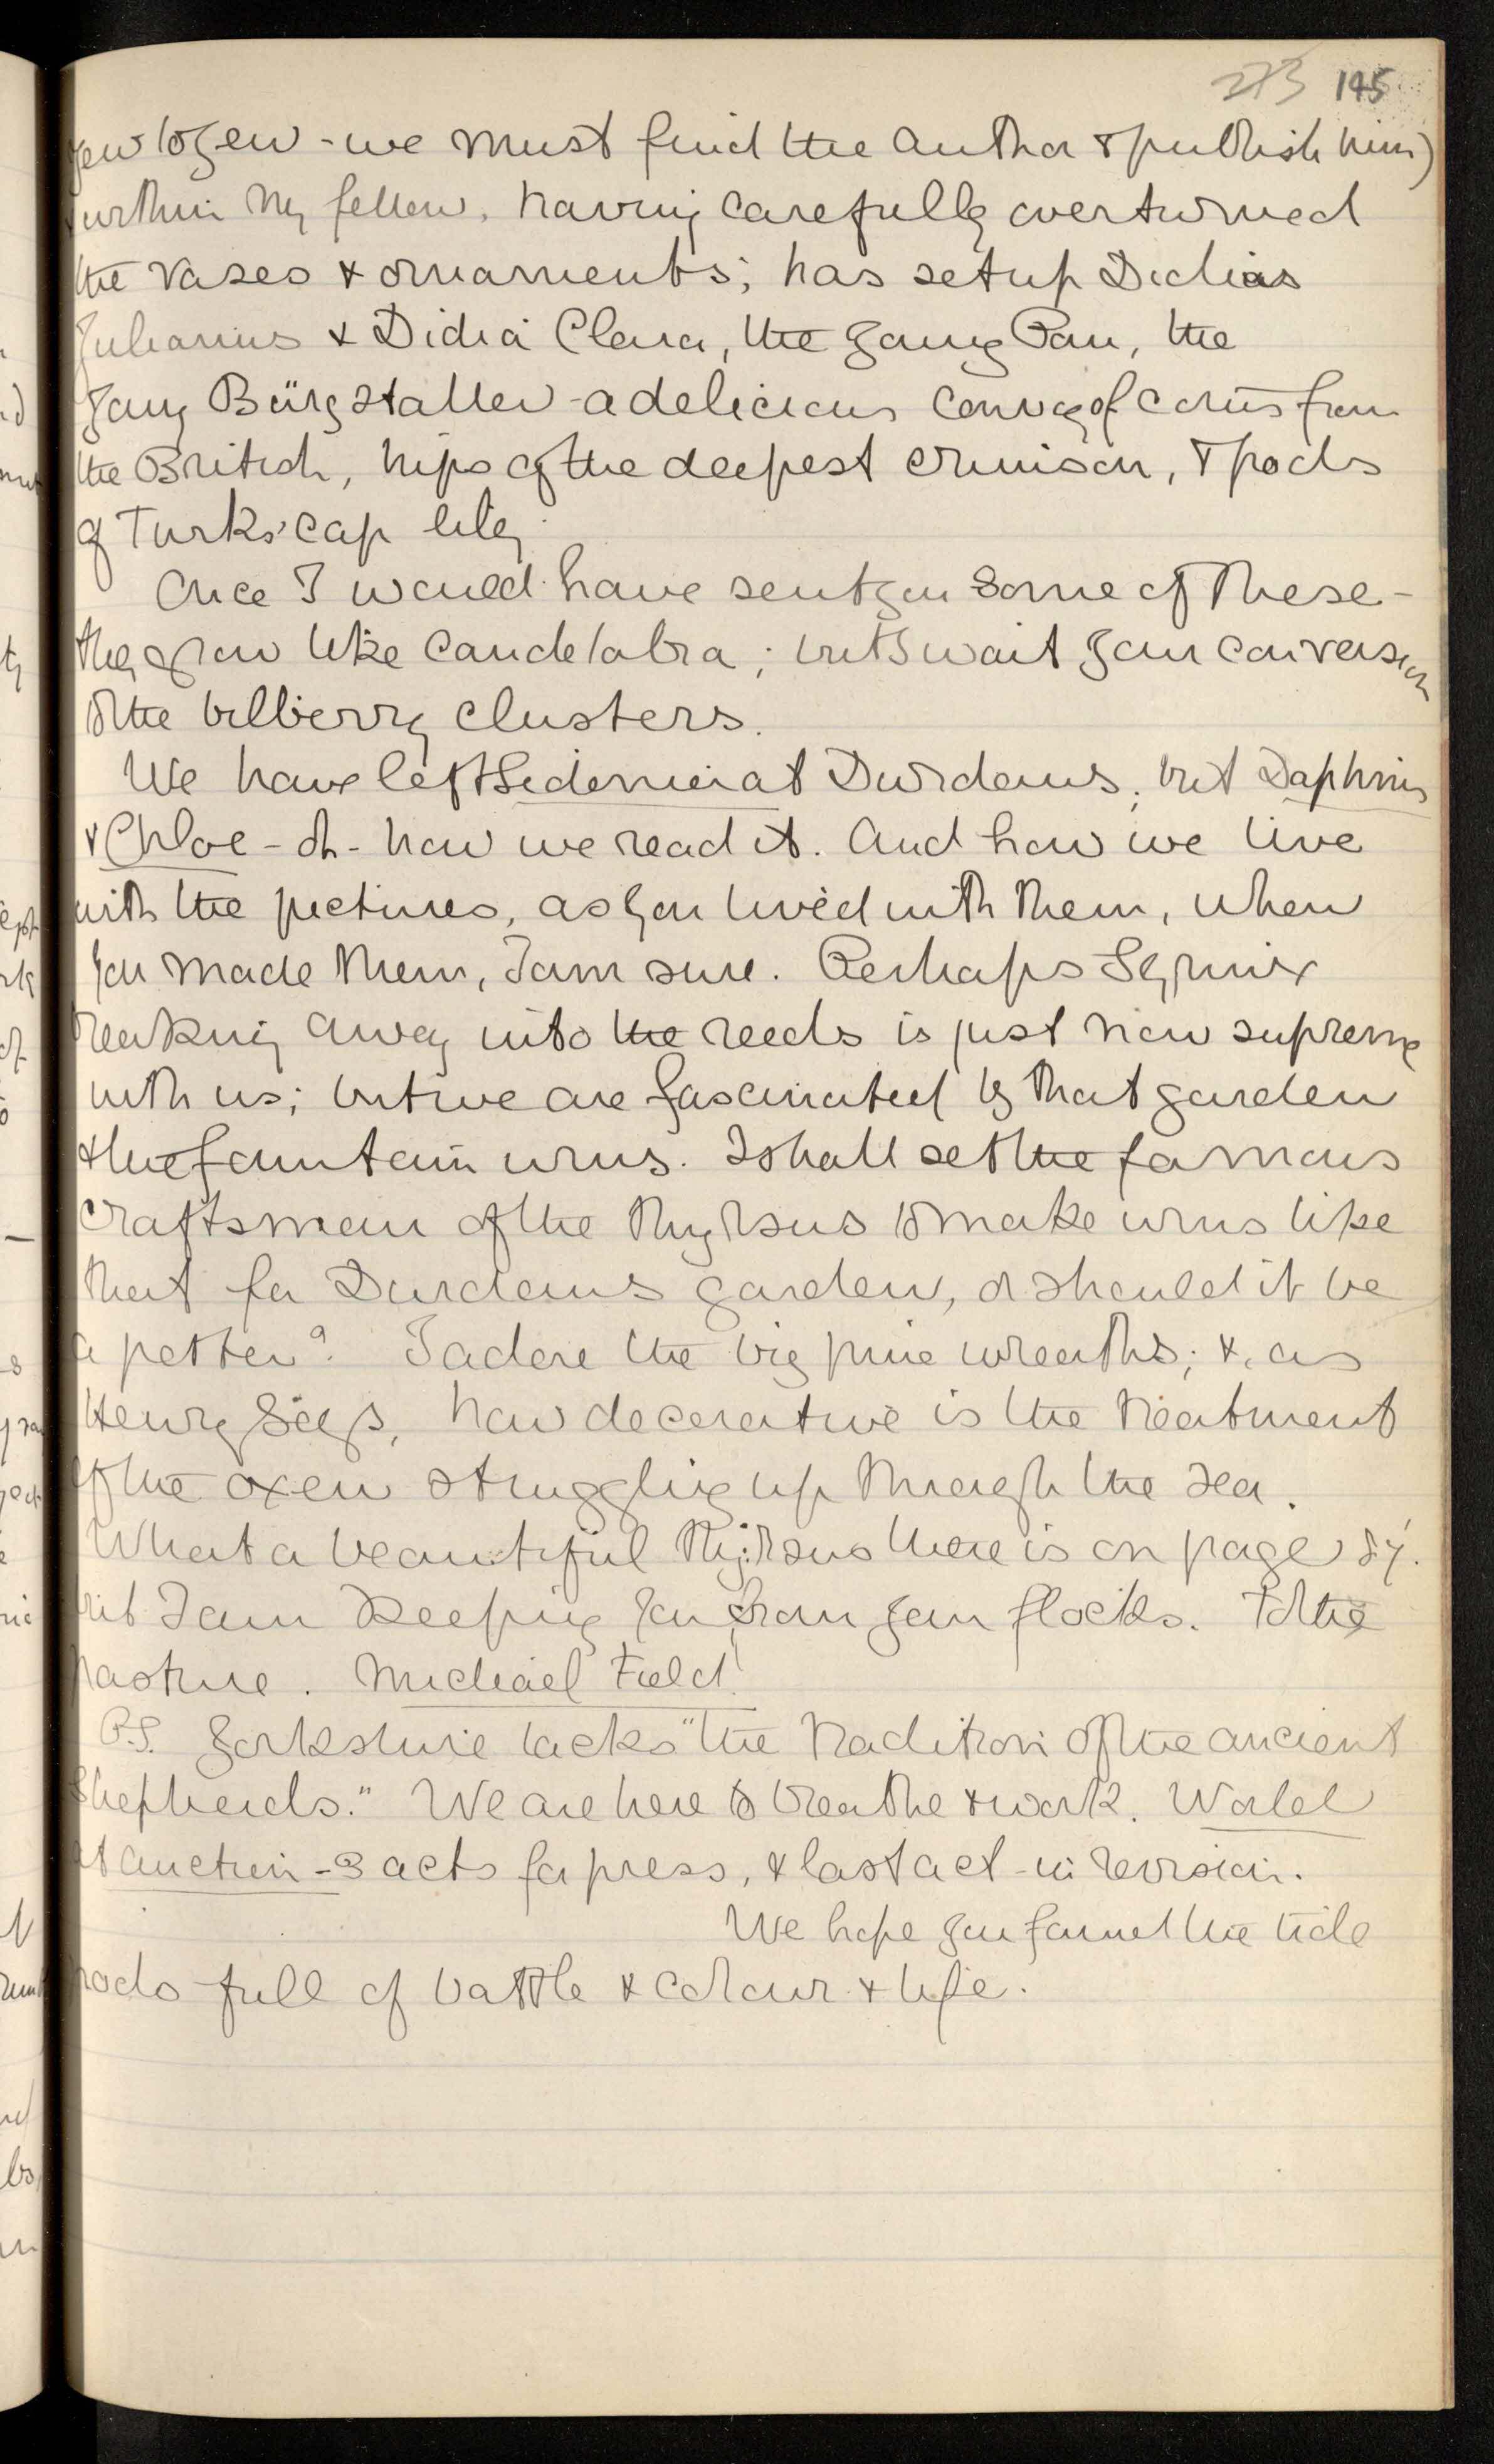 273 195
you to yew - we must find the author & publish him)
within My fellow, having carefully overturned
the vases & ornaments; has set up Didius
Julianus & Didia Clara, the young Pan, the
young Bürgstaller - a delicious convoy of coins from
the British, hips of the deepest crimson, & pods
of Turks' cap lily
Once I would have sent you some of these -
they grow like candelabra; but I wait your conversion
to the bilberry clusters.
We have left at Durdans; but Daphnis
& Chloe - oh - how we read it. And how we live
with the pictures, as you lived with them, when
you made them, I am sure. Perhaps Syrinx
breaking away into the reeds is just now supreme
with us; but we are fascinated by that garden
& the fountain urns. I shall set the famous
craftsman of the Thyrsus to make urns like
that for Durdans garden, or should it be
a potter? I adore the big pine wreaths; &, as
Henry says, how decorative is the treatment
of the oxen struggling up through the sea.
What a beautiful thyrsus there is on page 87.
but I am keeping you from your flocks. To the
pasture. Michael Field!
P.S. Yorkshire lacks "the tradition of the ancient
Shepherds." We are here to breathe & work. World
at auction - 3 acts for press, & last act in revision.
We hope you found the tide
pods full of battle & colour & life.